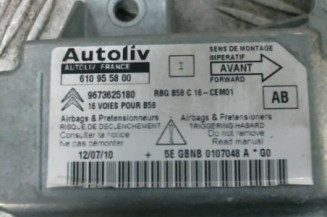 Autoliv
AUTOLIV FRANCE
610 95 58 00
SENS DE MONTAGE
IMPERATIF
AVANT
FORWARD
I
9673625180
RBG B58 C 16-CEM01
16 VOIES POUR B58
AB
Airbags & Pretensionneurs
RISQUE DE DECLENCHEMENT
Consulter la notice
Ne pas démonter
Airbags & Pretensioners
TRIGGERING HASARD
Do not remove
Read manual
12/07/10 + 5E GBNB 0107048 A * G0